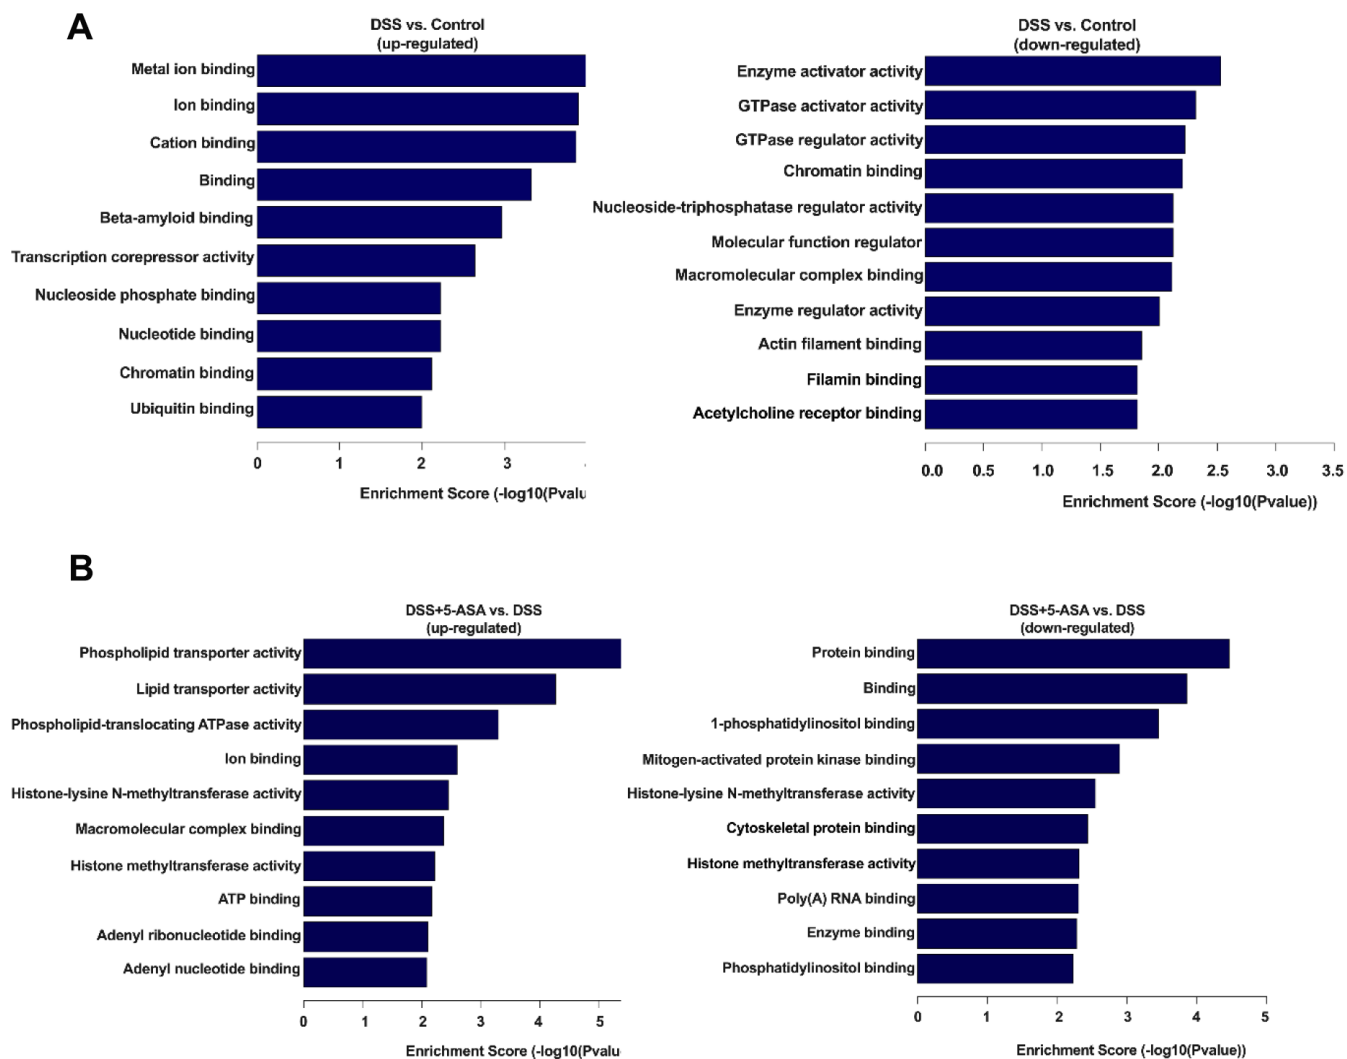 A
DSS vs. Control
(up-regulated)
Metal ion binding
Ion binding
Cation binding
Binding
Beta-amyloid binding
Transcription corepressor activity
Nucleoside phosphate binding
Nucleotide binding
Chromatin binding
Ubiquitin binding
0 1 2 3
Enrichment Score (-log10(Pvalu
DSS vs. Control
(down-regulated)
Enzyme activator activity
GTPase activator activity
GTPase regulator activity
Chromatin binding
Nucleoside-triphosphatase regulator activity
Molecular function regulator
Macromolecular complex binding
Enzyme regulator activity
Actin filament binding
Filamin binding
Acetylcholine receptor binding
0.0 0.5 1.0 1.5 2.0 2.5 3.0 3.5
Enrichment Score (-log10(Pvalue))
B
DSS+5-ASA vs. DSS
(up-regulated)
Phospholipid transporter activity
Lipid transporter activity
Phospholipid-translocating ATPase activity
Ion binding
Histone-lysine N-methyltransferase activity
Macromolecular complex binding
Histone methyltransferase activity
ATP binding
Adenyl ribonucleotide binding
Adenyl nucleotide binding
0 1 2 3 4 5
Enrichment Score (-log10(Pvalu
DSS+5-ASA vs. DSS
(down-regulated)
Protein binding
Binding
1-phosphatidylinositol binding
Mitogen-activated protein kinase binding
Histone-lysine N-methyltransferase activity
Cytoskeletal protein binding
Histone methyltransferase activity
Poly(A) RNA binding
Enzyme binding
Phosphatidylinositol binding
0 1 2 3 4 5
Enrichment Score (-log10(Pvalue))